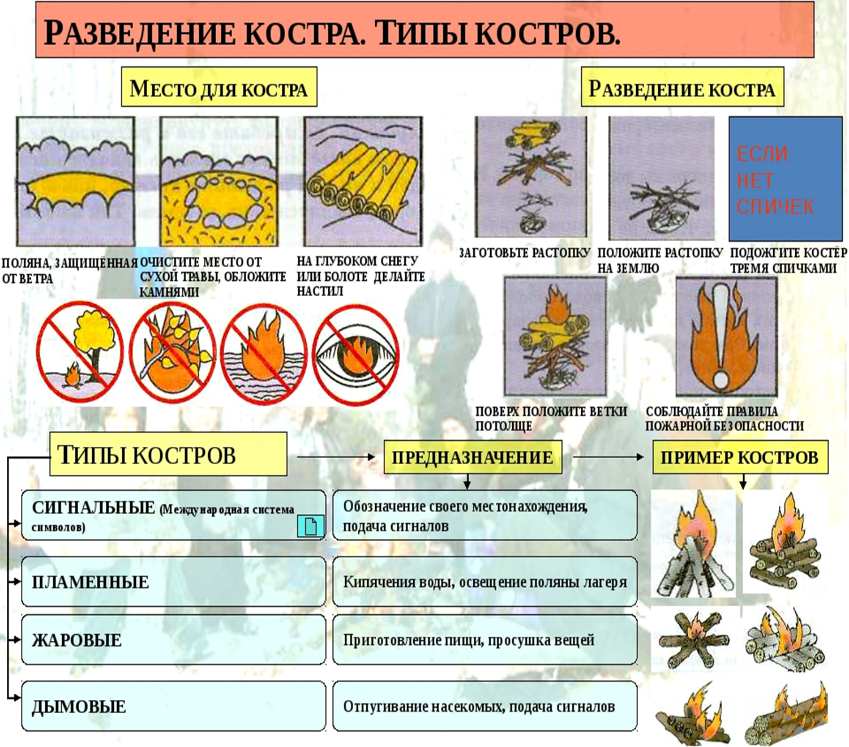 РАЗВЕДЕНИЕ КОСТРА. ТИПЫ КОСТРОВ.
МЕСТО ДЛЯ КОСТРА
РАЗВЕДЕНИЕ КОСТРА
ЕСЛИ
НЕТ
СПИЧЕК
ПОЛЯНА, ЗАЩИЩЕННАЯ
ОТ ВЕТРА
ОЧИСТИТЕ МЕСТО ОТ
СУХОЙ ТРАВЫ, ОБЛОЖИТЕ
КАМНЯМИ
НА ГЛУБОКОМ СНЕГУ
ИЛИ БОЛОТЕ ДЕЛАЙТЕ
НАСТИЛ
ЗАГОТОВЬТЕ РАСТОПКУ
ПОЛОЖИТЕ РАСТОПКУ
НА ЗЕМЛЮ
ПОДОЖГИТЕ КОСТЕР
ТРЕМЯ СПИЧКАМИ
ПОВЕРХ ПОЛОЖИТЕ ВЕТКИ
ПОТОЛЩЕ
СОБЛЮДАЙТЕ ПРАВИЛА
ПОЖАРНОЙ БЕЗОПАСНОСТИ
ТИПЫ КОСТРОВ
ПРЕДНАЗНАЧЕНИЕ
ПРИМЕР КОСТРОВ
СИГНАЛЬНЫЕ (Международная система
символов)
Обозначение своего местонахождения,
подача сигналов
ПЛАМЕННЫЕ
Кипячения воды, освещение поляны лагеря
ЖАРОВЫЕ
Приготовление пищи, просушка вещей
ДЫМОВЫЕ
Отпугивание насекомых, подача сигналов